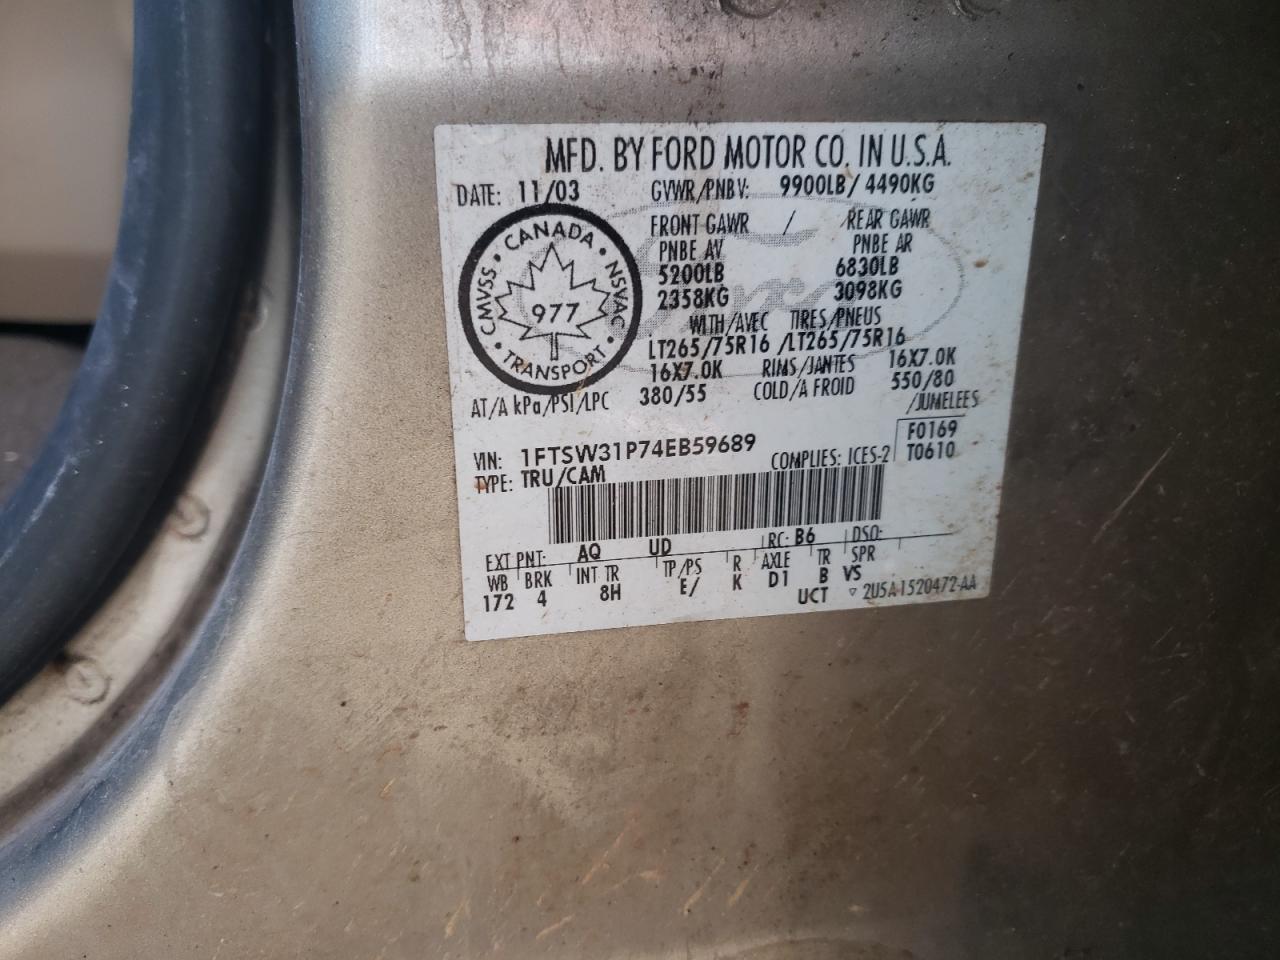 MFD. BY FORD MOTOR CO. IN U.S.A.
DATE: 11/03 GVWR/PNBV: 9900LB/ 4490KG
FRONT GAWR / REAR GAWR
PNBE AV PNBE AR
5200LB 6830LB
2358KG 3098KG
WITH/AVEC TIRES/PNEUS
LT265/75R16 /LT265/75R16
16X7.0K RIMS/JANTES 16X7.0K
AT/A kPa/PSI/LPC 380/55 COLD/A FROID 550/80
/JUMELEES
CANADA
CMVSS
NSVAC
977
TRANSPORT
VIN: 1FTSW31P74EB59689 F0169
TYPE: TRU/CAM COMPLIES: ICES-2 T0610
EXT PNT: AQ UD RC: B6 DSO:
WB BRK INT TR TP/PS R AXLE TR SPR
172 4 8H E/ K D1 B VS
UCT ▽ 2U5A1520472-AA